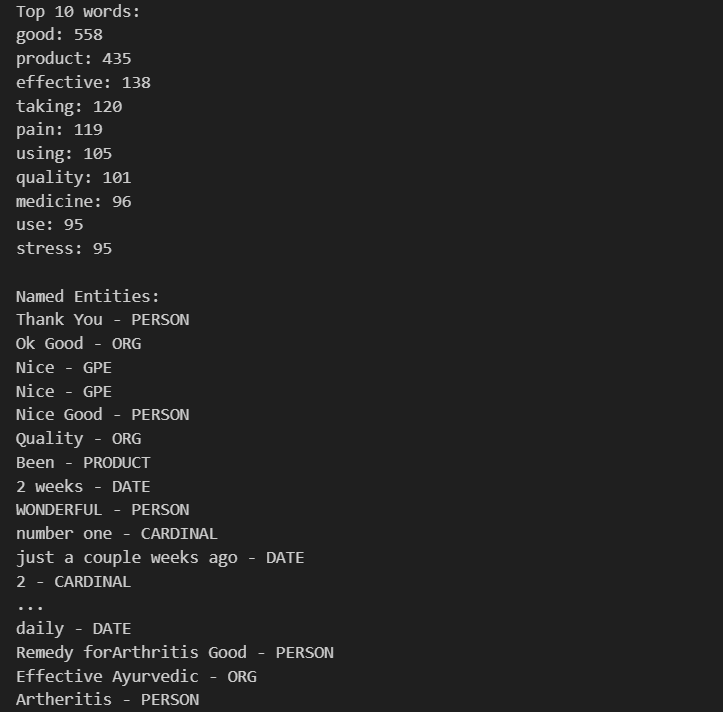 Top 10 words:
good: 558
product: 435
effective: 138
taking: 120
pain: 119
using: 105
quality: 101
medicine: 96
use: 95
stress: 95
Named Entities:
Thank You - PERSON
Ok Good - ORG
Nice - GPE
Nice - GPE
Nice Good - PERSON
Quality - ORG
Been - PRODUCT
2 weeks - DATE
WONDERFUL - PERSON
number one - CARDINAL
just a couple weeks ago - DATE
2 - CARDINAL
...
daily - DATE
Remedy forArthritis Good - PERSON
Effective Ayurvedic - ORG
Artheritis - PERSON